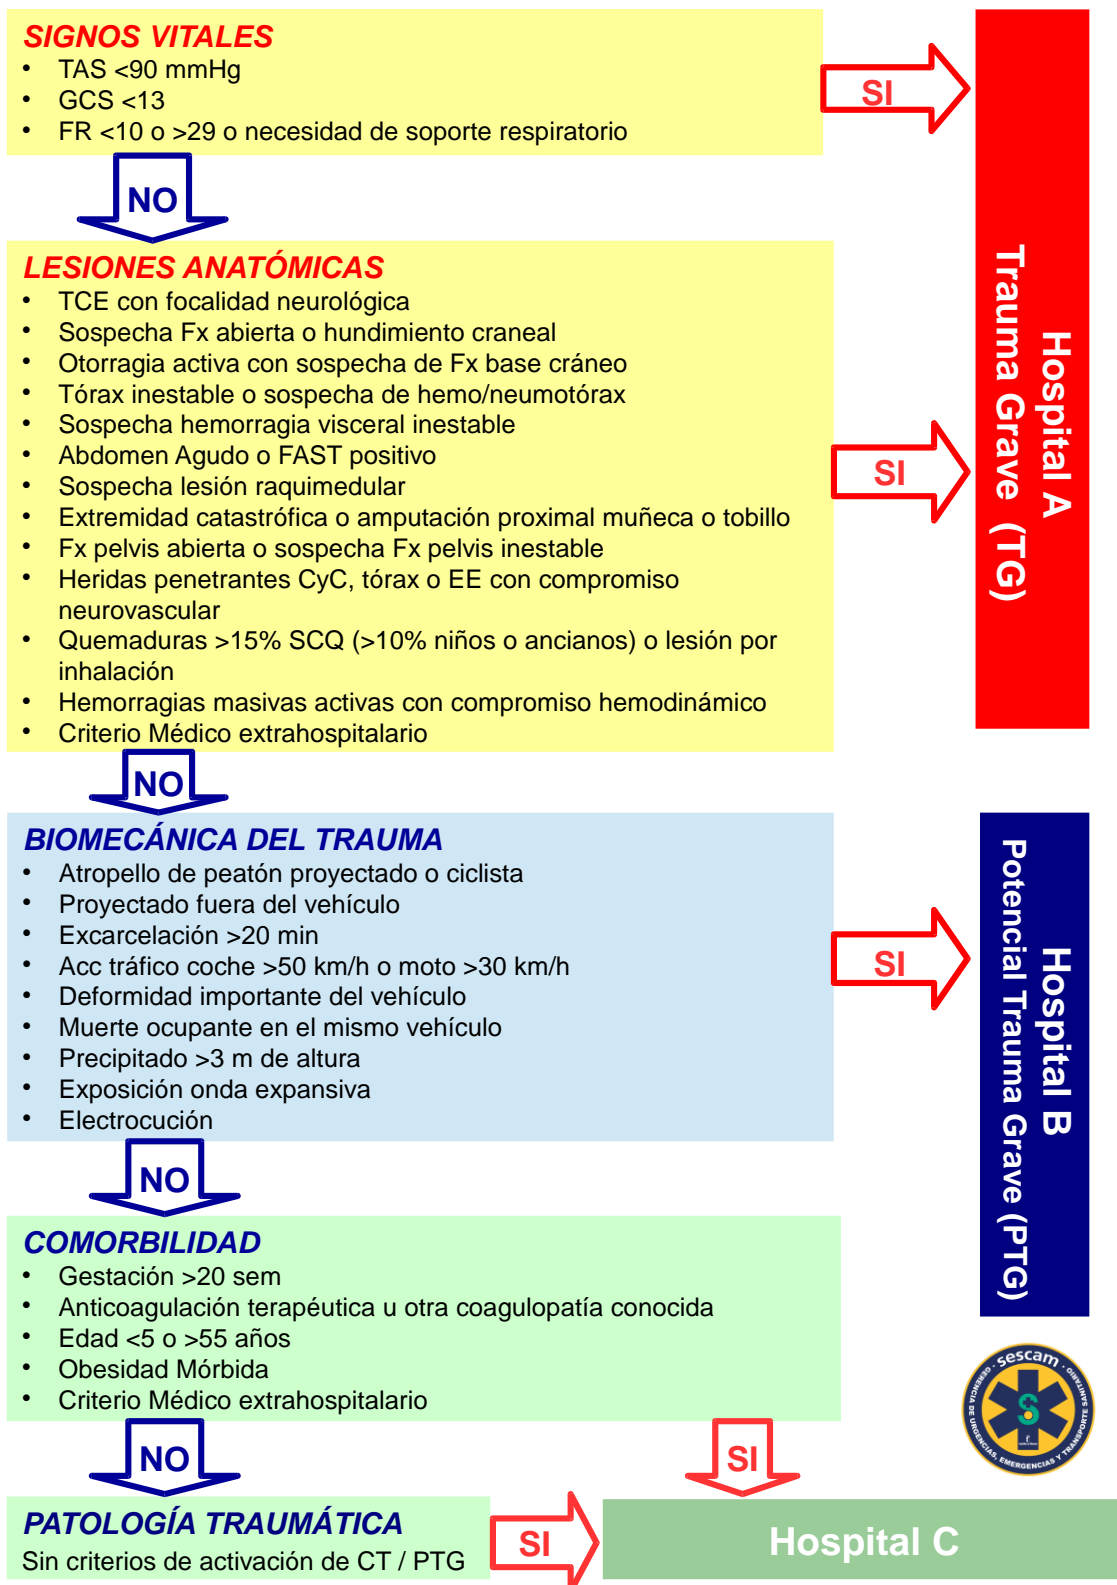 SIGNOS VITALES
• TAS <90 mmHg
• GCS <13
• FR <10 o >29 o necesidad de soporte respiratorio
SI
NO
LESIONES ANATÓMICAS
• TCE con focalidad neurológica
• Sospecha Fx abierta o hundimiento craneal
• Otorragia activa con sospecha de Fx base cráneo
• Tórax inestable o sospecha de hemo/neumotórax
• Sospecha hemorragia visceral inestable
• Abdomen Agudo o FAST positivo
• Sospecha lesión raquimedular
• Extremidad catastrófica o amputación proximal muñeca o tobillo
• Fx pelvis abierta o sospecha Fx pelvis inestable
• Heridas penetrantes CyC, tórax o EE con compromiso
neurovascular
• Quemaduras >15% SCQ (>10% niños o ancianos) o lesión por
inhalación
• Hemorragias masivas activas con compromiso hemodinámico
• Criterio Médico extrahospitalario
SI
Hospital A
Trauma Grave (TG)
NO
BIOMECÁNICA DEL TRAUMA
• Atropello de peatón proyectado o ciclista
• Proyectado fuera del vehículo
• Excarcelación >20 min
• Acc tráfico coche >50 km/h o moto >30 km/h
• Deformidad importante del vehículo
• Muerte ocupante en el mismo vehículo
• Precipitado >3 m de altura
• Exposición onda expansiva
• Electrocución
SI
Hospital B
Potencial Trauma Grave (PTG)
NO
COMORBILIDAD
• Gestación >20 sem
• Anticoagulación terapéutica u otra coagulopatía conocida
• Edad <5 o >55 años
• Obesidad Mórbida
• Criterio Médico extrahospitalario
sescam
GERENCIA DE URGENCIAS, EMERGENCIAS Y TRANSPORTE SANITARIO
NO
SI
PATOLOGÍA TRAUMÁTICA
Sin criterios de activación de CT / PTG
SI
Hospital C